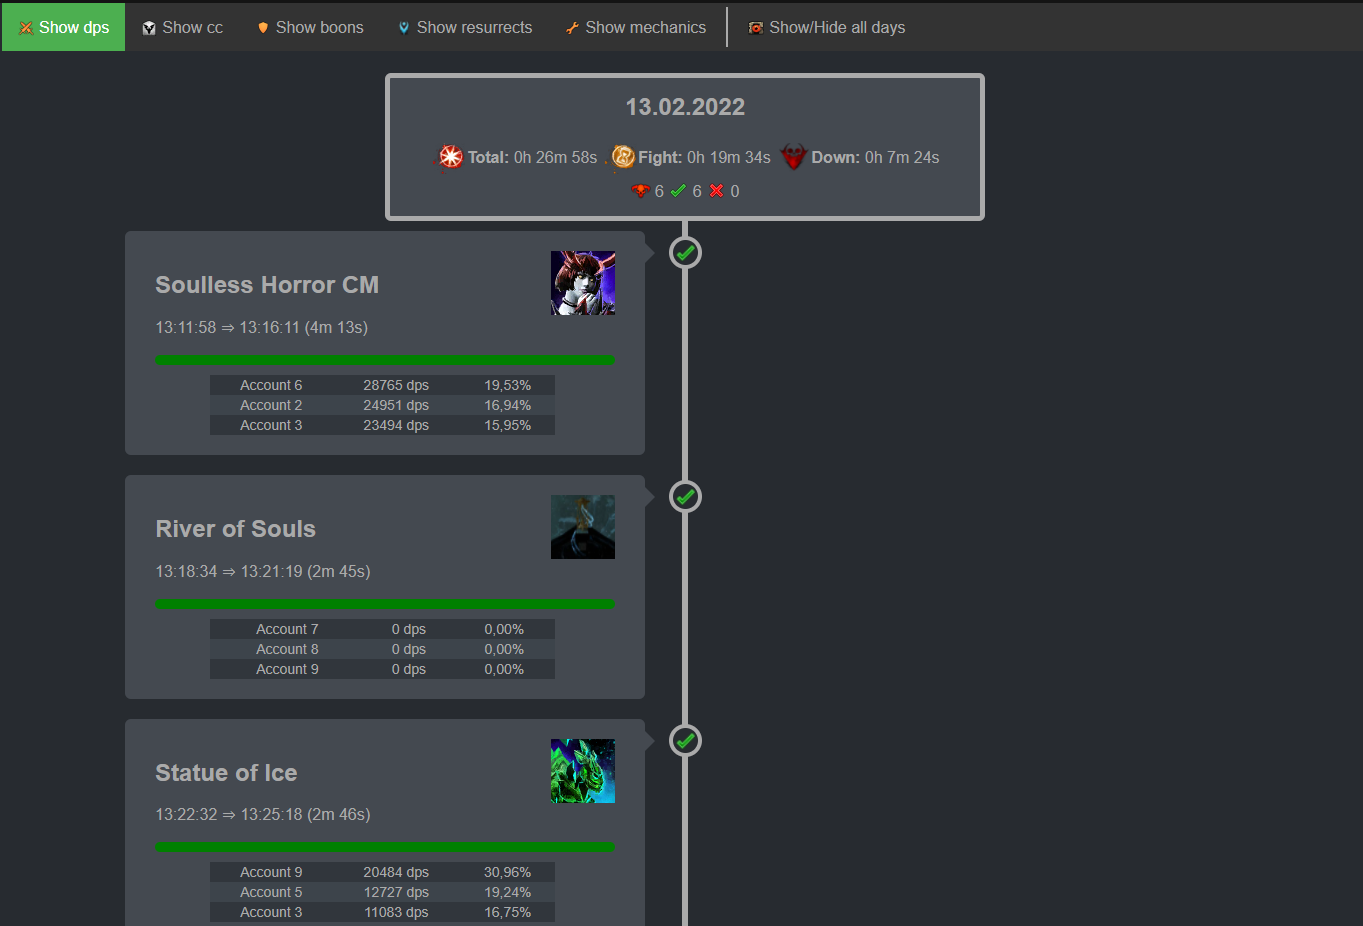 Show dps Show cc Show boons Show resurrects Show mechanics Show/Hide all days
13.02.2022
Total: 0h 26m 58s Fight: 0h 19m 34s Down: 0h 7m 24s
6 6 0
Soulless Horror CM
13:11:58 ⇒ 13:16:11 (4m 13s)
Account 6 28765 dps 19,53%
Account 2 24951 dps 16,94%
Account 3 23494 dps 15,95%
River of Souls
13:18:34 ⇒ 13:21:19 (2m 45s)
Account 7 0 dps 0,00%
Account 8 0 dps 0,00%
Account 9 0 dps 0,00%
Statue of Ice
13:22:32 ⇒ 13:25:18 (2m 46s)
Account 9 20484 dps 30,96%
Account 5 12727 dps 19,24%
Account 3 11083 dps 16,75%